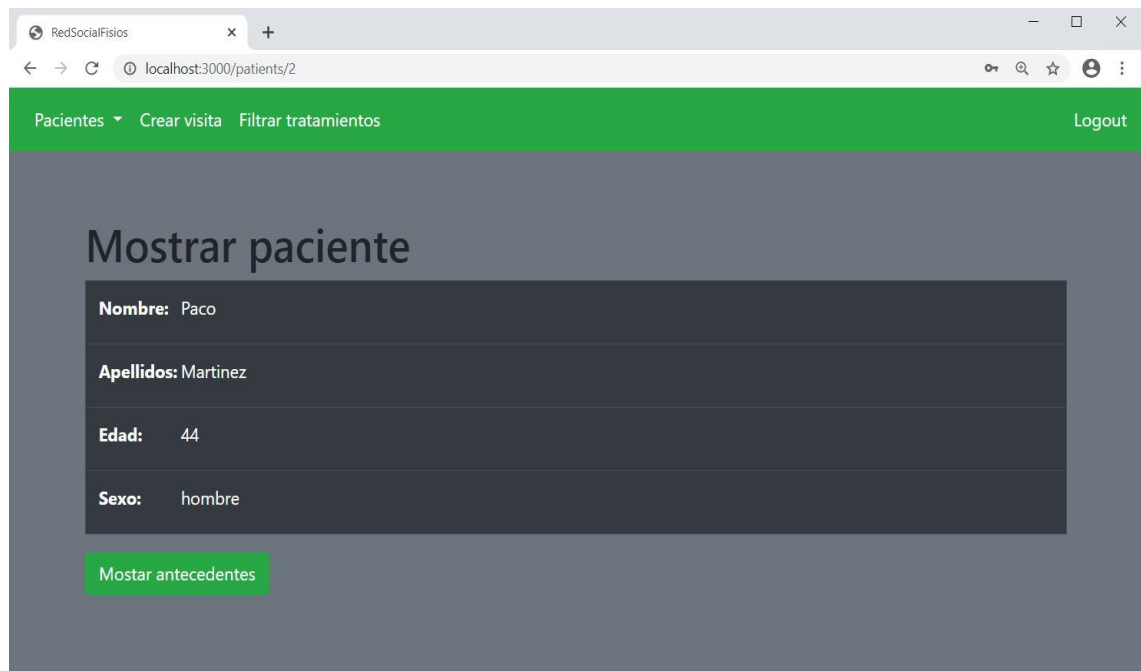 RedSocialFisios
localhost:3000/patients/2
Pacientes Crear visita Filtrar tratamientos Logout
Mostrar paciente
Nombre: Paco
Apellidos: Martinez
Edad: 44
Sexo: hombre
Mostar antecedentes